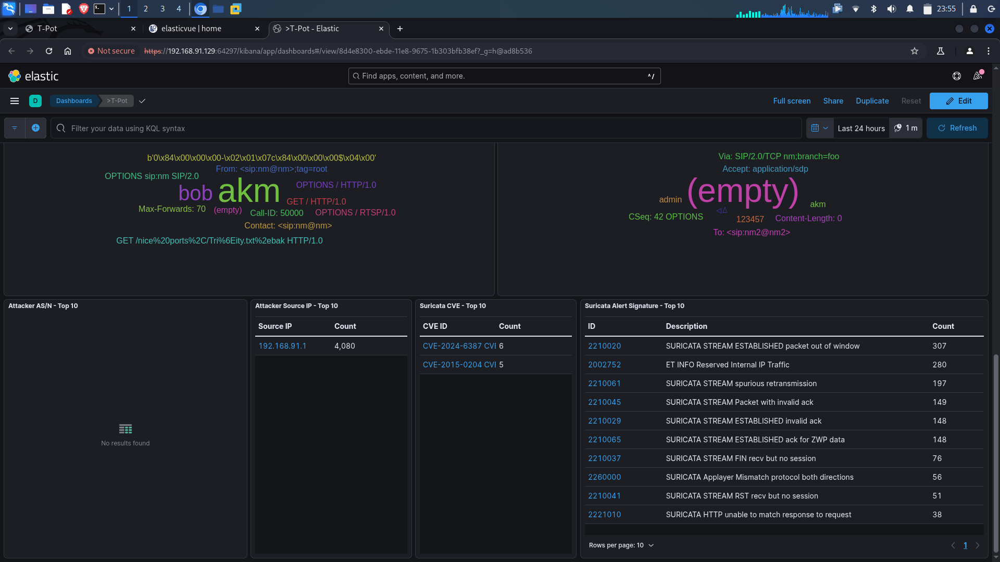 1 2 3 4 23:55
T-Pot
elasticvue | home
>T-Pot - Elastic
Not secure https://192.168.91.129:64297/kibana/app/dashboards#/view/8d4e8300-ebde-11e8-9675-1b303bfb38ef?_g=h@ad8b536
elastic
Find apps, content, and more. ^/
D Dashboards >T-Pot Full screen Share Duplicate Reset Edit
Filter your data using KQL syntax Last 24 hours 1 m Refresh
b'0\x84\x00\x00\x00-\x02\x01\x07c\x84\x00\x00\x00$\x04\x00'
From: <sip:nm@nm>;tag=root
OPTIONS sip:nm SIP/2.0
bob akm OPTIONS / HTTP/1.0
GET / HTTP/1.0
Max-Forwards: 70 (empty) Call-ID: 50000 OPTIONS / RTSP/1.0
Contact: <sip:nm@nm>
GET /nice%20ports%2C/Tri%6Eity.txt%2ebak HTTP/1.0
Via: SIP/2.0/TCP nm;branch=foo
Accept: application/sdp
admin (empty) akm
CSeq: 42 OPTIONS 123457 Content-Length: 0
To: <sip:nm2@nm2>
Attacker AS/N - Top 10
No results found
Attacker Source IP - Top 10
Source IP Count
192.168.91.1 4,080
Suricata CVE - Top 10
CVE ID Count
CVE-2024-6387 CVE 6
CVE-2015-0204 CVE 5
Suricata Alert Signature - Top 10
ID Description Count
2210020 SURICATA STREAM ESTABLISHED packet out of window 307
2002752 ET INFO Reserved Internal IP Traffic 280
2210061 SURICATA STREAM spurious retransmission 197
2210045 SURICATA STREAM Packet with invalid ack 149
2210029 SURICATA STREAM ESTABLISHED invalid ack 148
2210065 SURICATA STREAM ESTABLISHED ack for ZWP data 148
2210037 SURICATA STREAM FIN recv but no session 76
2260000 SURICATA Applayer Mismatch protocol both directions 56
2210041 SURICATA STREAM RST recv but no session 51
2221010 SURICATA HTTP unable to match response to request 38
Rows per page: 10 1